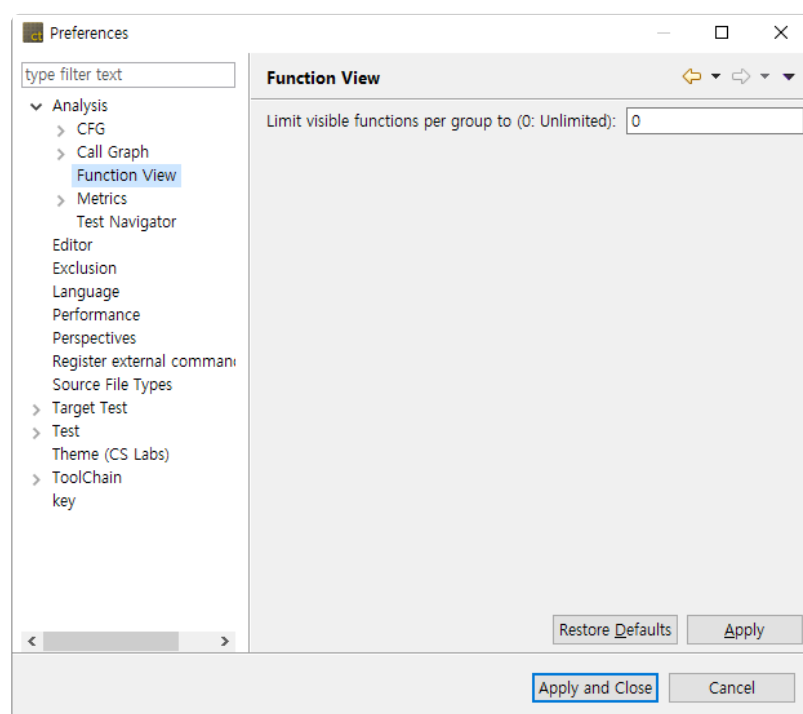 ct Preferences
type filter text
Analysis
CFG
Call Graph
Function View
Metrics
Test Navigator
Editor
Exclusion
Language
Performance
Perspectives
Register external comman
Source File Types
Target Test
Test
Theme (CS Labs)
ToolChain
key
Function View
Limit visible functions per group to (0: Unlimited): 0
Restore Defaults Apply
Apply and Close Cancel